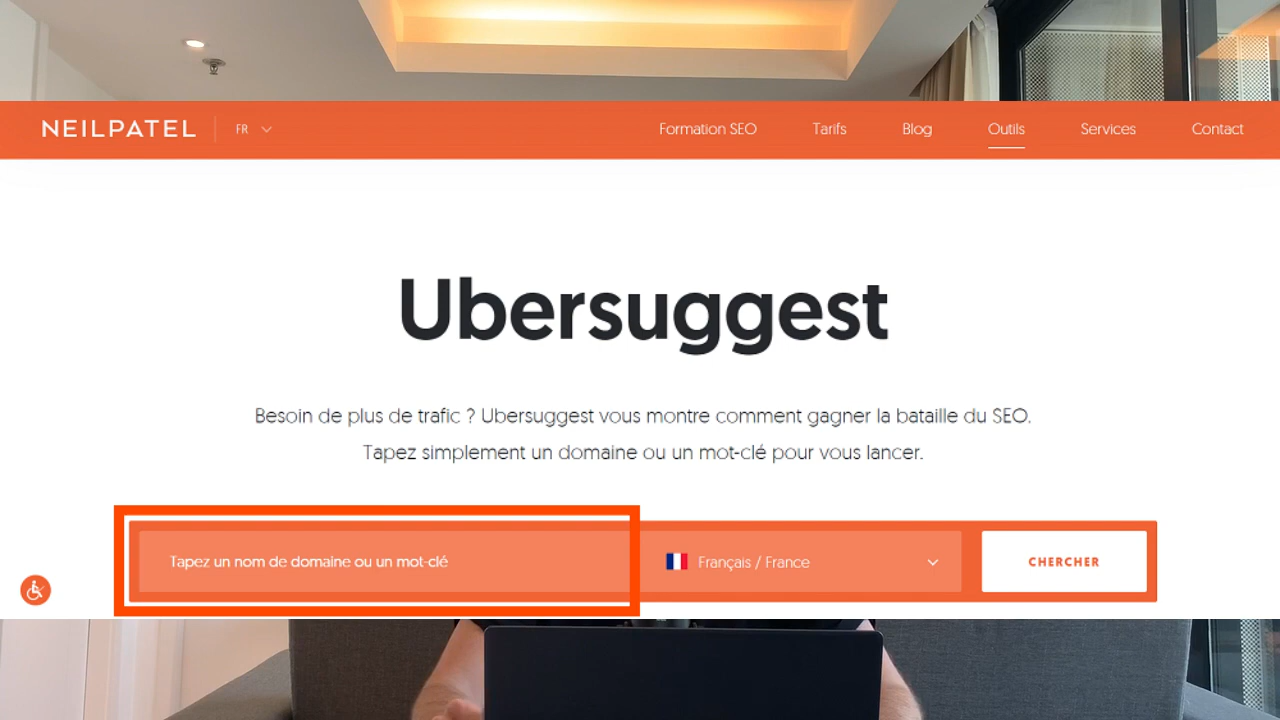 NEILPATEL
FR
Formation SEO
Tarifs
Blog
Outils
Services
Contact
Ubersuggest
Besoin de plus de trafic ? Ubersuggest vous montre comment gagner la bataille du SEO.
Tapez simplement un domaine ou un mot-clé pour vous lancer.
Tapez un nom de domaine ou un mot-clé
Français / France
CHERCHER